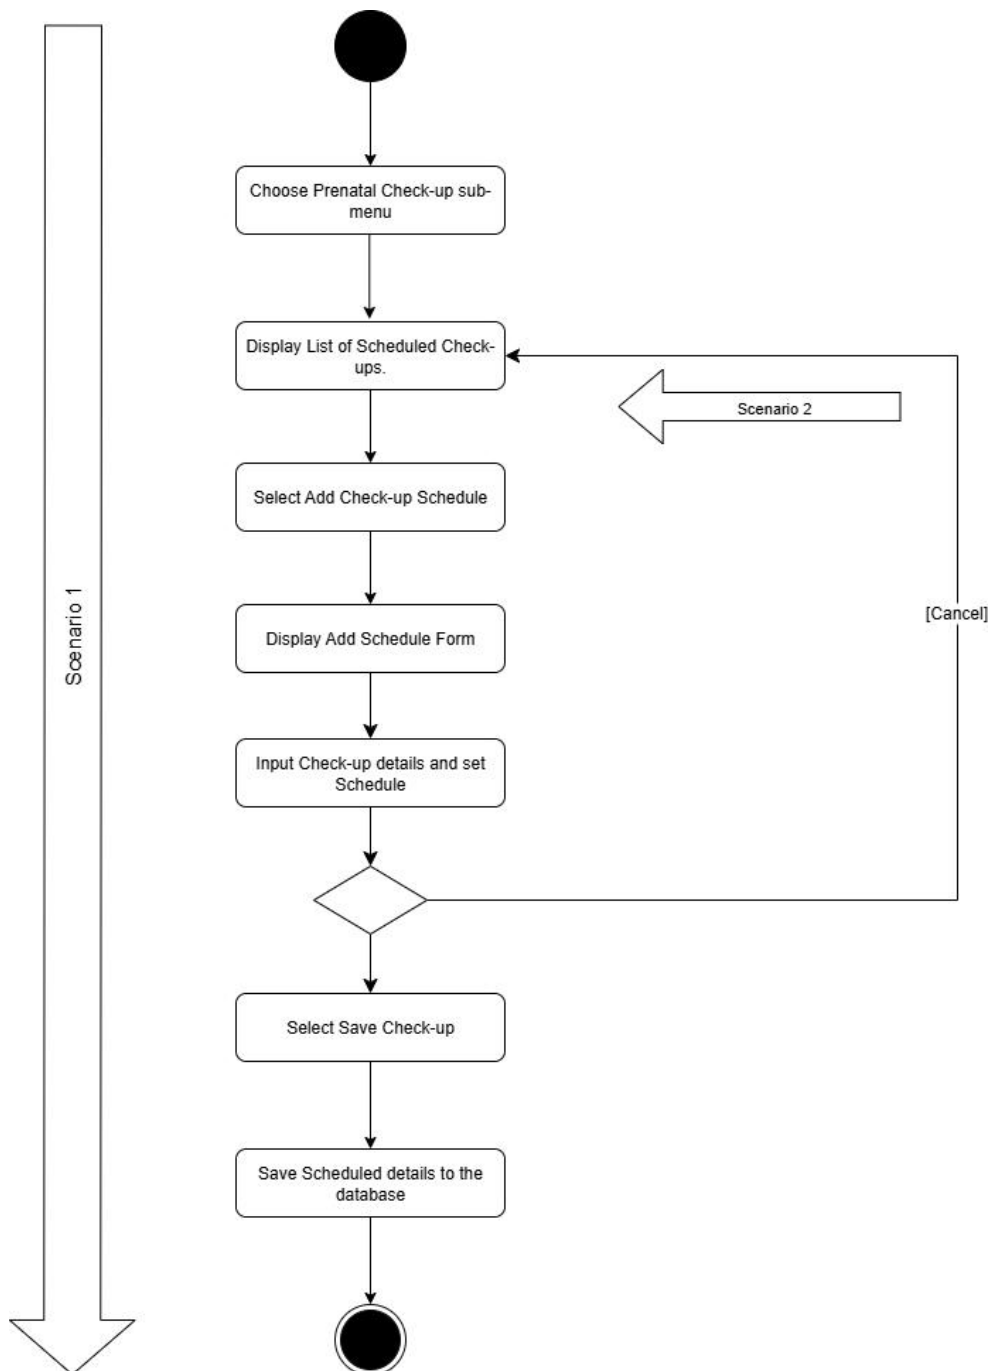 Choose Prenatal Check-up sub-
menu
Display List of Scheduled Check-
ups.
Scenario 2
Select Add Check-up Schedule
Scenario 1
Display Add Schedule Form
[Cancel]
Input Check-up details and set
Schedule
Select Save Check-up
Save Scheduled details to the
database